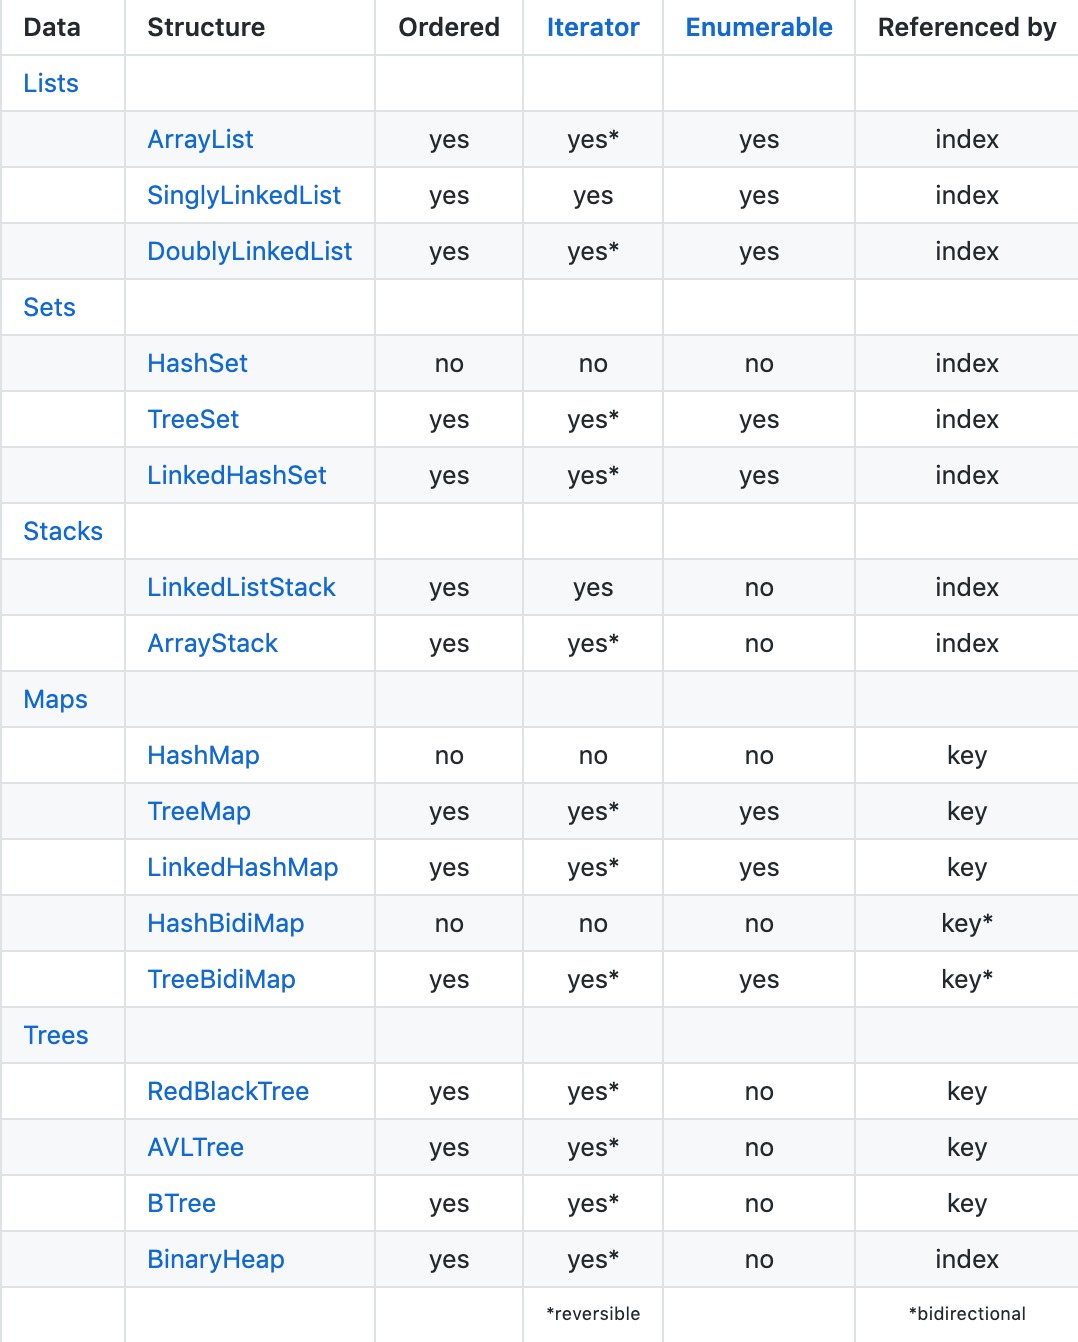 Data Structure Ordered Iterator Enumerable Referenced by
Lists
ArrayList yes yes* yes index
SinglyLinkedList yes yes yes index
DoublyLinkedList yes yes* yes index
Sets
HashSet no no no index
TreeSet yes yes* yes index
LinkedHashSet yes yes* yes index
Stacks
LinkedListStack yes yes no index
ArrayStack yes yes* no index
Maps
HashMap no no no key
TreeMap yes yes* yes key
LinkedHashMap yes yes* yes key
HashBidiMap no no no key*
TreeBidiMap yes yes* yes key*
Trees
RedBlackTree yes yes* no key
AVLTree yes yes* no key
BTree yes yes* no key
BinaryHeap yes yes* no index
*reversible *bidirectional